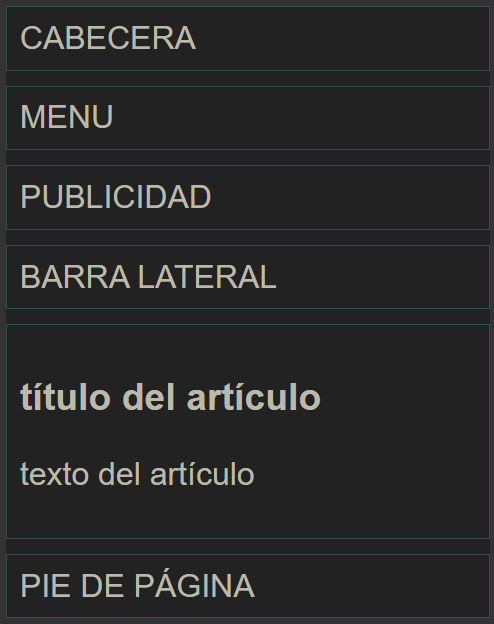 CABECERA
MENU
PUBLICIDAD
BARRA LATERAL
título del artículo
texto del artículo
PIE DE PÁGINA